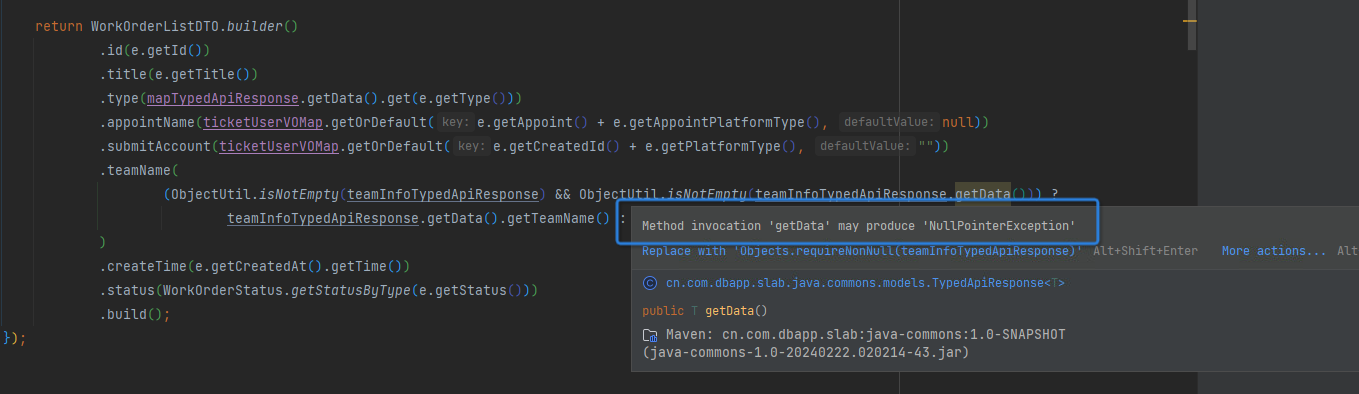 return WorkOrderListDTO.builder()
.id(e.getId())
.title(e.getTitle())
.type(mapTypedApiResponse.getData().get(e.getType()))
.appointName(ticketUserVOMap.getOrDefault( key: e.getAppoint() + e.getAppointPlatformType(), defaultValue: null))
.submitAccount(ticketUserVOMap.getOrDefault( key: e.getCreatedId() + e.getPlatformType(), defaultValue: ""))
.teamName(
(ObjectUtil.isNotEmpty(teamInfoTypedApiResponse) && ObjectUtil.isNotEmpty(teamInfoTypedApiResponse.getData())) ?
teamInfoTypedApiResponse.getData().getTeamName() :
Method invocation 'getData' may produce 'NullPointerException'
)
Replace with 'Objects.requireNonNull(teamInfoTypedApiResponse)' Alt+Shift+Enter More actions... Alt
.createTime(e.getCreatedAt().getTime())
.status(WorkOrderStatus.getStatusByType(e.getStatus()))
.build();
});
C cn.com.dbapp.slab.java.commons.models.TypedApiResponse<T>
public T getData()
Maven: cn.com.dbapp.slab:java-commons:1.0-SNAPSHOT
(java-commons-1.0-20240222.020214-43.jar)